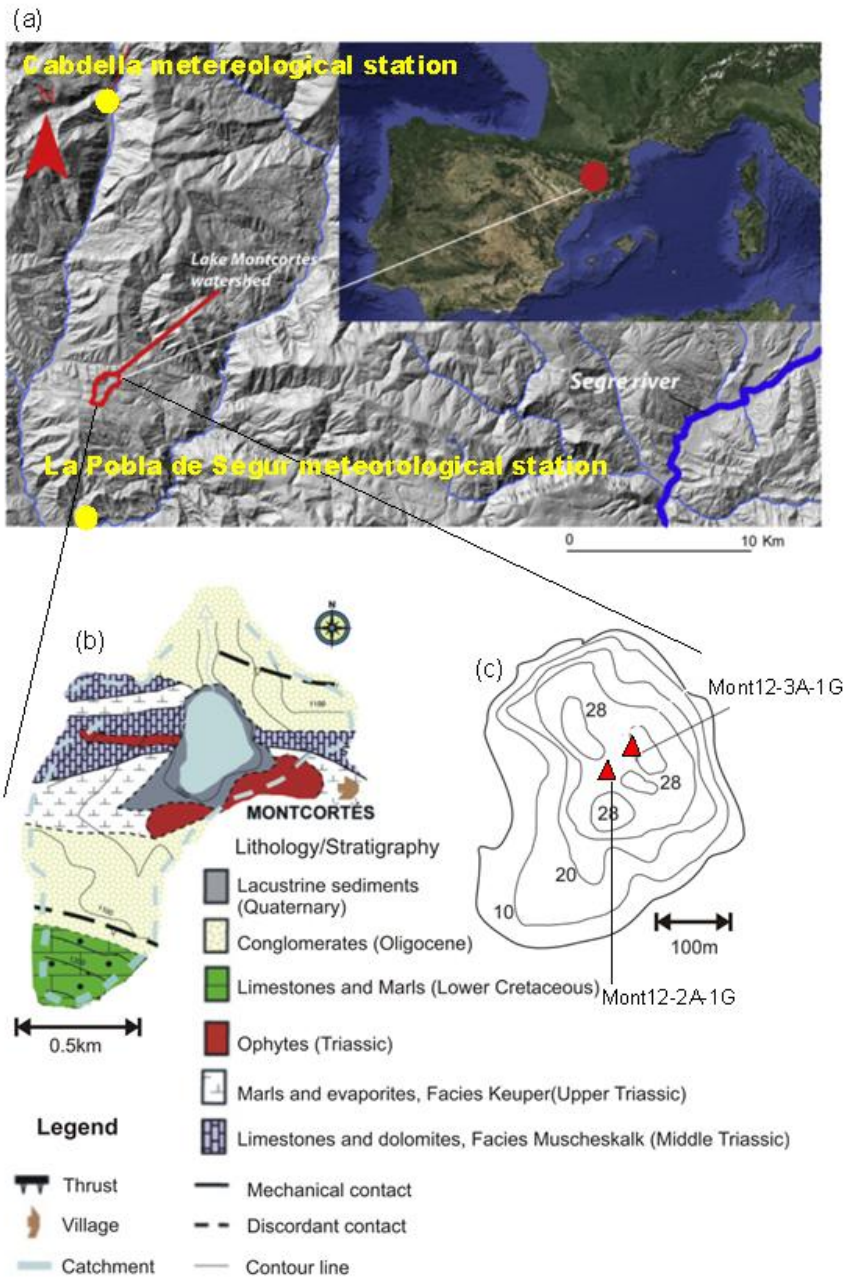 (a)
Cabdella metereological station
N
Lake Montcortès
watershed
Segre river
La Pobla de Segur meteorological station
0 10 Km
(b)
N
(c)
Mont12-3A-1G
28
28
28
20
10
100m
Mont12-2A-1G
1100
MONTCORTÈS
1100
1200
0.5km
Lithology/Stratigraphy
Lacustrine sediments
(Quaternary)
Conglomerates (Oligocene)
Limestones and Marls (Lower Cretaceous)
Ophytes (Triassic)
Marls and evaporites, Facies Keuper(Upper Triassic)
Limestones and dolomites, Facies Muscheskalk (Middle Triassic)
Legend
Thrust
Mechanical contact
Village
Discordant contact
Catchment
Contour line